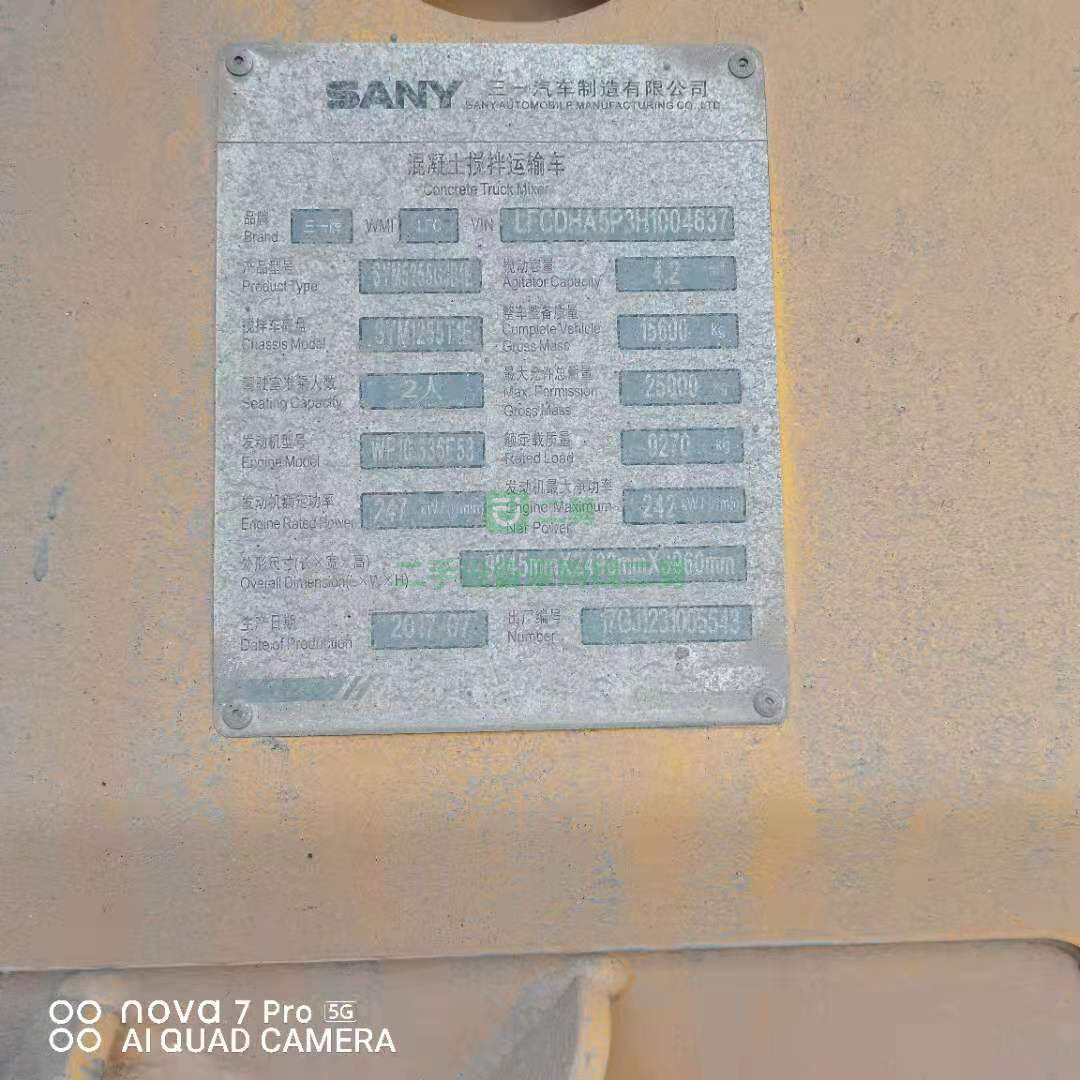 SANY 三一汽车制造有限公司
SANY AUTOMOBILE MANUFACTURING CO., LTD
混凝土搅拌运输车
Concrete Truck Mixer
品牌 三一牌 WMI LFC VIN LFCDHA5P3H1004637
Brand
产品型号 搅动容量 4.2
Product Type Agitator Capacity
搅拌车底盘 整车整备质量
Chassis Model Complete Vehicle kg
Gross Mass
驾驶室准乘人数 2人 最大允许总质量 25000 kg
Seating Capacity Max. Permission
Gross Mass
发动机型号 额定载质量 kg
Engine Model Rated Load
发动机额定功率 247 发动机最大净功率 242
Engine Rated Power Engine Maximum
Net Power
外形尺寸(长×宽×高)
Overall Dimension(L×W×H)
生产日期 2017 07 出厂编号
Date of Production Number
nova 7 Pro 5G
AI QUAD CAMERA